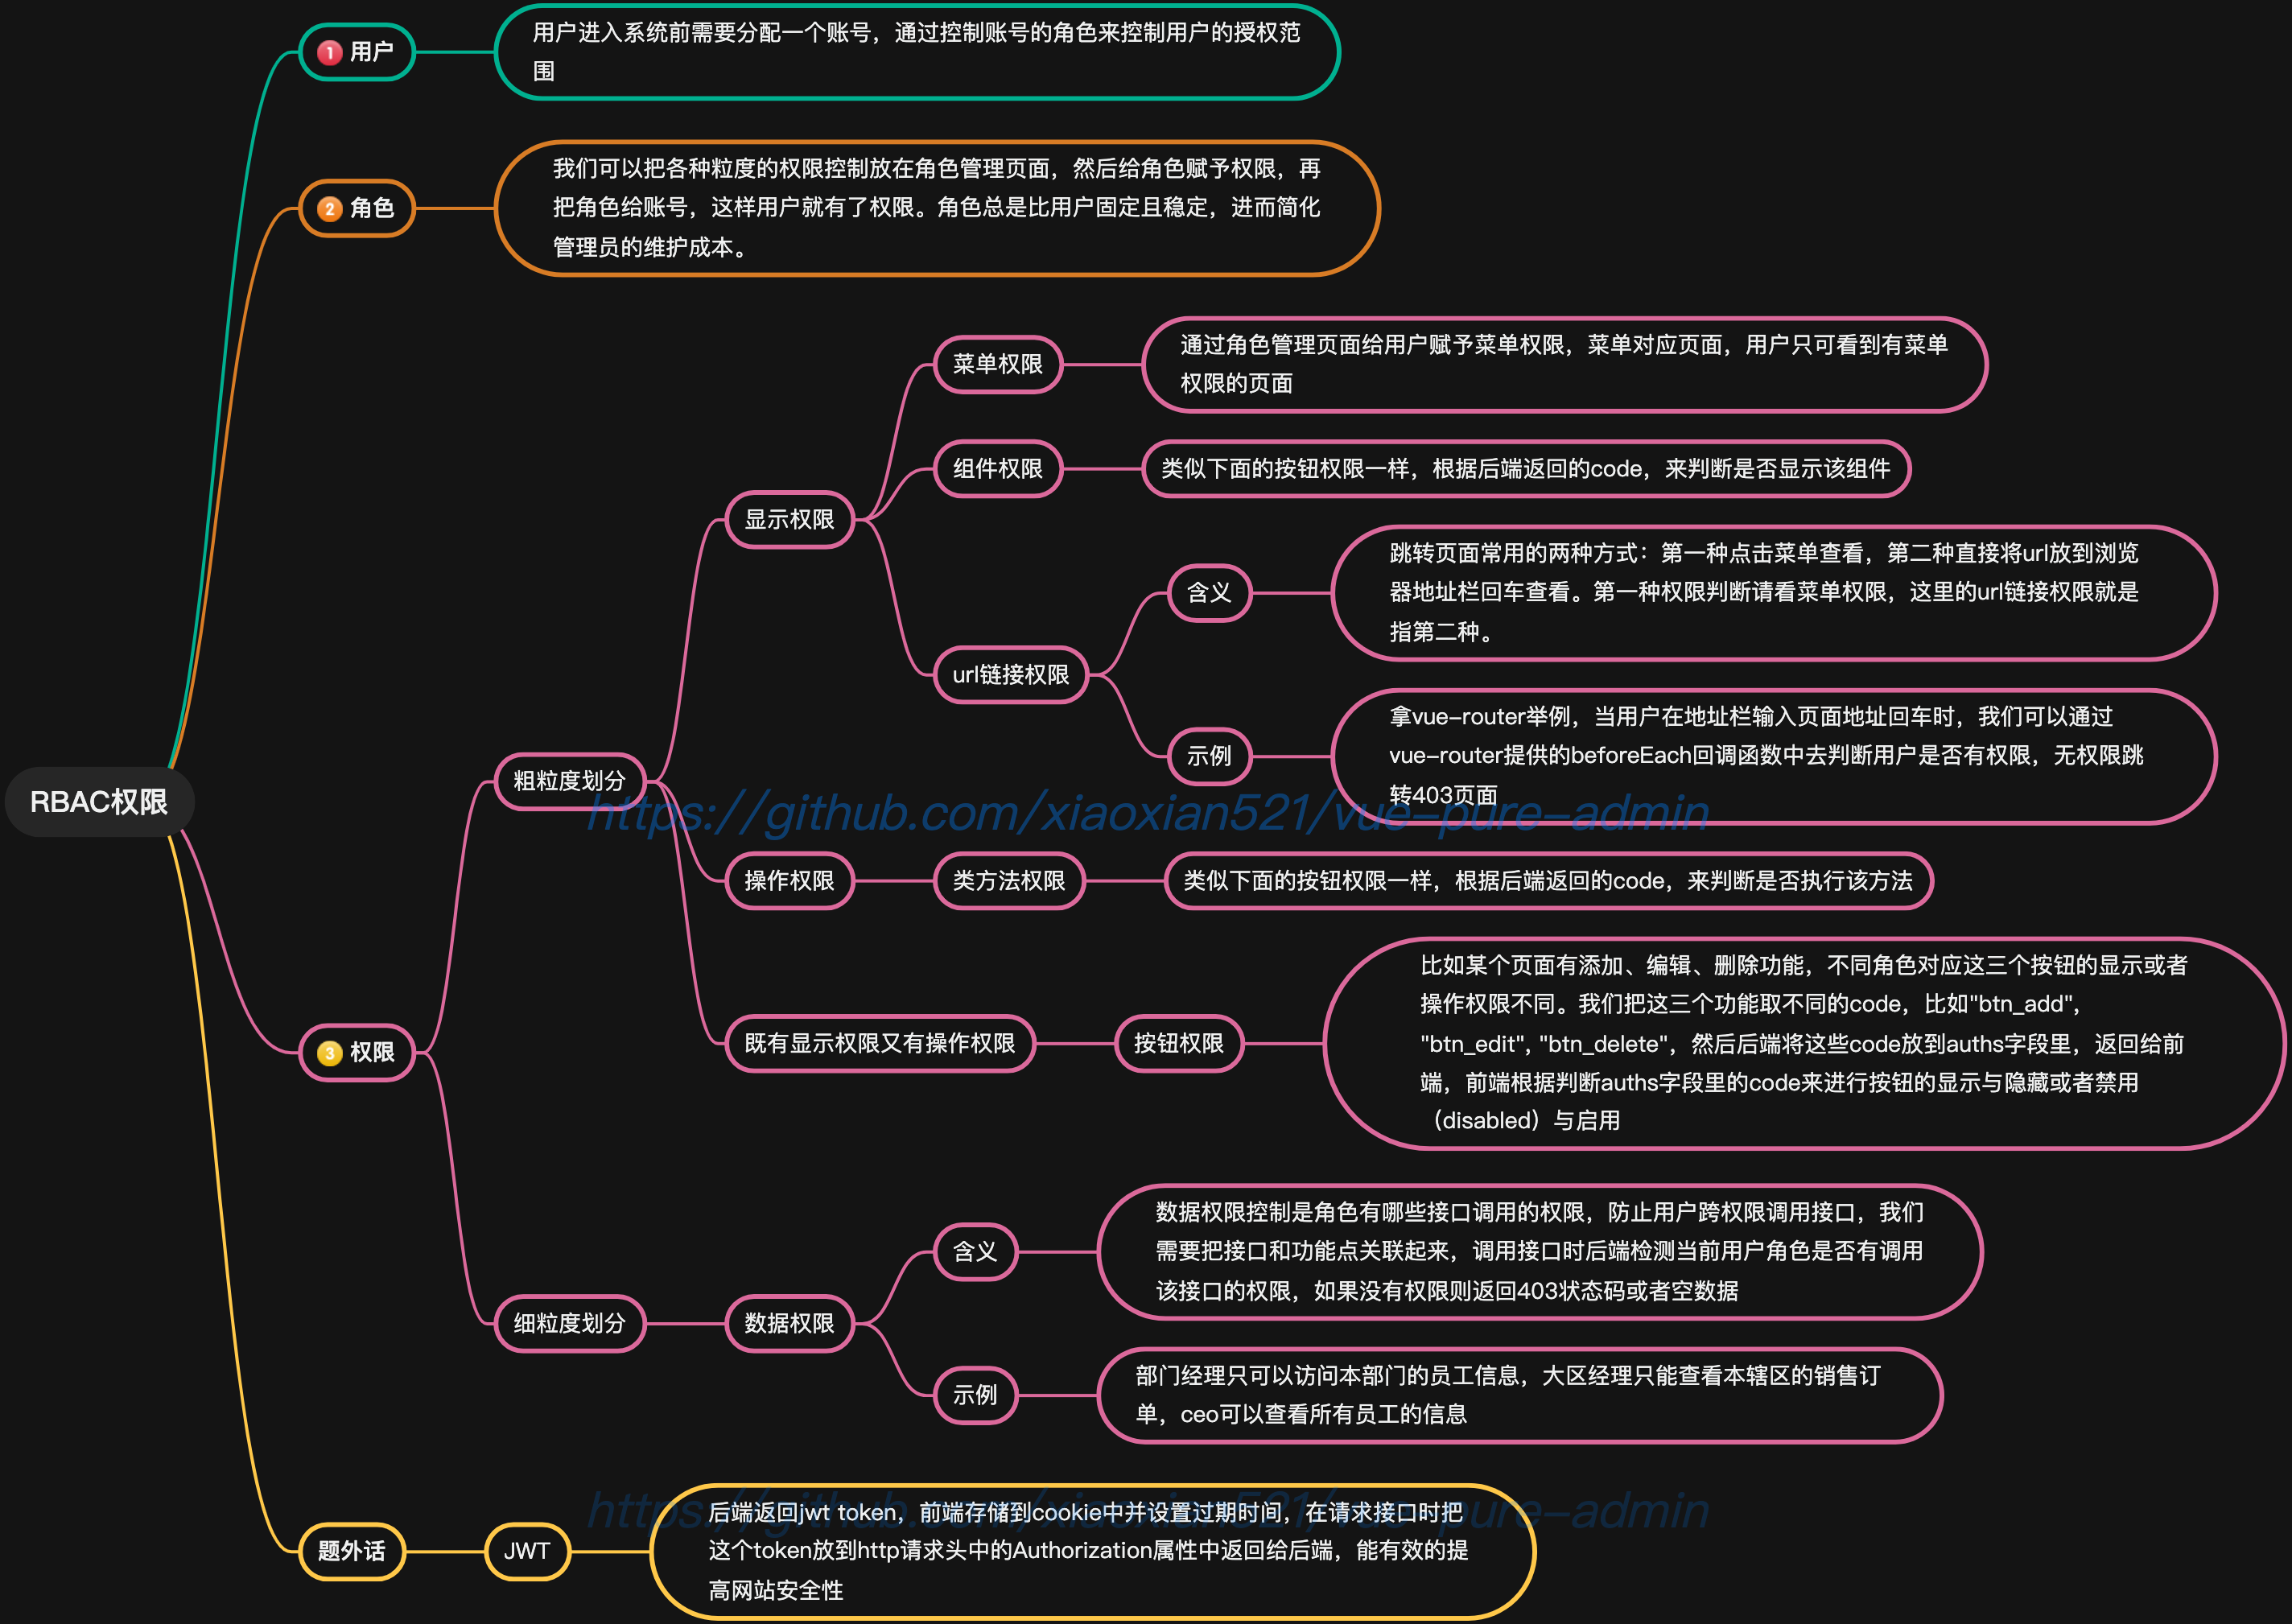 1 用户
用户进入系统前需要分配一个账号，通过控制账号的角色来控制用户的授权范
围
2 角色
我们可以把各种粒度的权限控制放在角色管理页面，然后给角色赋予权限，再
把角色给账号，这样用户就有了权限。角色总是比用户固定且稳定，进而简化
管理员的维护成本。
菜单权限
通过角色管理页面给用户赋予菜单权限，菜单对应页面，用户只可看到有菜单
权限的页面
组件权限
类似下面的按钮权限一样，根据后端返回的code，来判断是否显示该组件
显示权限
含义
跳转页面常用的两种方式：第一种点击菜单查看，第二种直接将url放到浏览
器地址栏回车查看。第一种权限判断请看菜单权限，这里的url链接权限就是
指第二种。
url链接权限
示例
拿vue-router举例，当用户在地址栏输入页面地址回车时，我们可以通过
vue-router提供的beforeEach回调函数中去判断用户是否有权限，无权限跳
转403页面
粗粒度划分
RBAC权限
https://github.com/xiaoxian521/vue-pure-admin
操作权限
类方法权限
类似下面的按钮权限一样，根据后端返回的code，来判断是否执行该方法
既有显示权限又有操作权限
按钮权限
比如某个页面有添加、编辑、删除功能，不同角色对应这三个按钮的显示或者
操作权限不同。我们把这三个功能取不同的code，比如"btn_add"，
"btn_edit", "btn_delete"，然后后端将这些code放到auths字段里，返回给前
端，前端根据判断auths字段里的code来进行按钮的显示与隐藏或者禁用
（disabled）与启用
3 权限
含义
数据权限控制是角色有哪些接口调用的权限，防止用户跨权限调用接口，我们
需要把接口和功能点关联起来，调用接口时后端检测当前用户角色是否有调用
该接口的权限，如果没有权限则返回403状态码或者空数据
细粒度划分
数据权限
示例
部门经理只可以访问本部门的员工信息，大区经理只能查看本辖区的销售订
单，ceo可以查看所有员工的信息
https://github.com/xiaoxian521/vue-pure-admin
题外话
JWT
后端返回jwt token，前端存储到cookie中并设置过期时间，在请求接口时把
这个token放到http请求头中的Authorization属性中返回给后端，能有效的提
高网站安全性